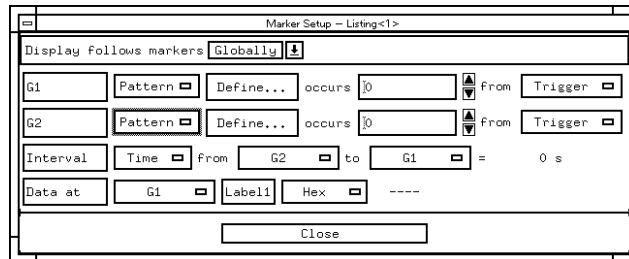 Marker Setup — Listing<1>
Display follows markers Globally
G1 Pattern Define... occurs 0 from Trigger
G2 Pattern Define... occurs 0 from Trigger
Interval Time from G2 to G1 = 0 s
Data at G1 Label1 Hex ----
Close